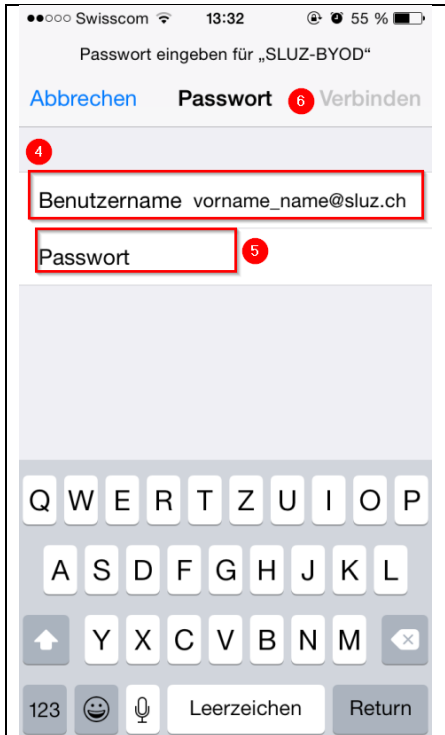 Swisscom 13:32 55 %
Passwort eingeben für „SLUZ-BYOD“
Abbrechen Passwort 6 Verbinden
4
Benutzername vorname_name@sluz.ch
Passwort 5
Q W E R T Z U I O P
A S D F G H J K L
Y X C V B N M
123 Leerzeichen Return